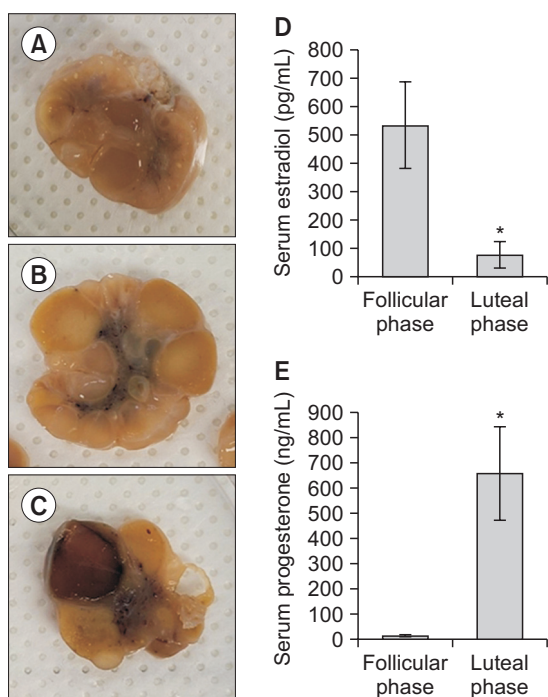 A
B
C
D
Serum estradiol (pg/mL)
800
700
600
500
400
300
200
100
0
*
Follicular
phase
Luteal
phase
E
Serum progesterone (ng/mL)
900
800
700
600
500
400
300
200
100
0
*
Follicular
phase
Luteal
phase